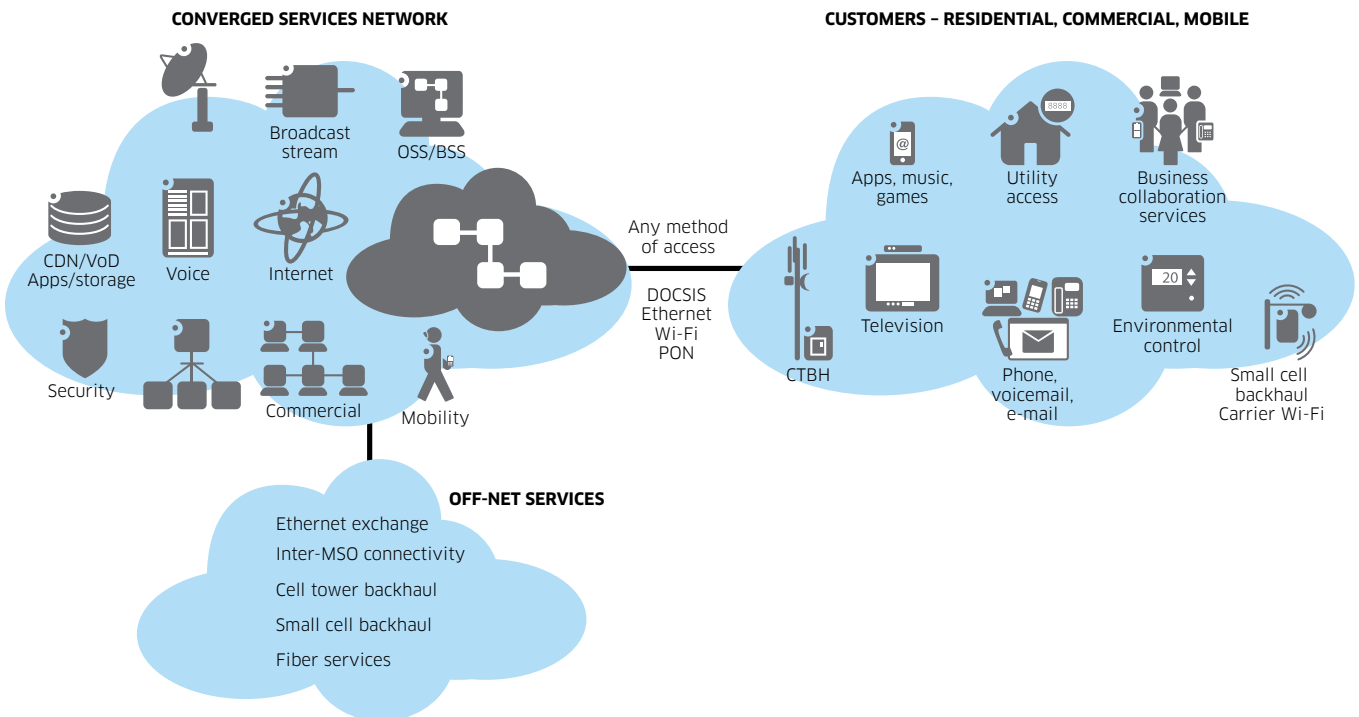 CONVERGED SERVICES NETWORK
Broadcast
stream
OSS/BSS
CDN/VoD
Apps/storage
Voice
Internet
Security
Commercial
Mobility
Any method
of access
DOCSIS
Ethernet
Wi-Fi
PON
CUSTOMERS – RESIDENTIAL, COMMERCIAL, MOBILE
@
Apps, music,
games
8888
Utility
access
Business
collaboration
services
CTBH
Television
Phone,
voicemail,
e-mail
20
Environmental
control
Small cell
backhaul
Carrier Wi-Fi
OFF-NET SERVICES
Ethernet exchange
Inter-MSO connectivity
Cell tower backhaul
Small cell backhaul
Fiber services